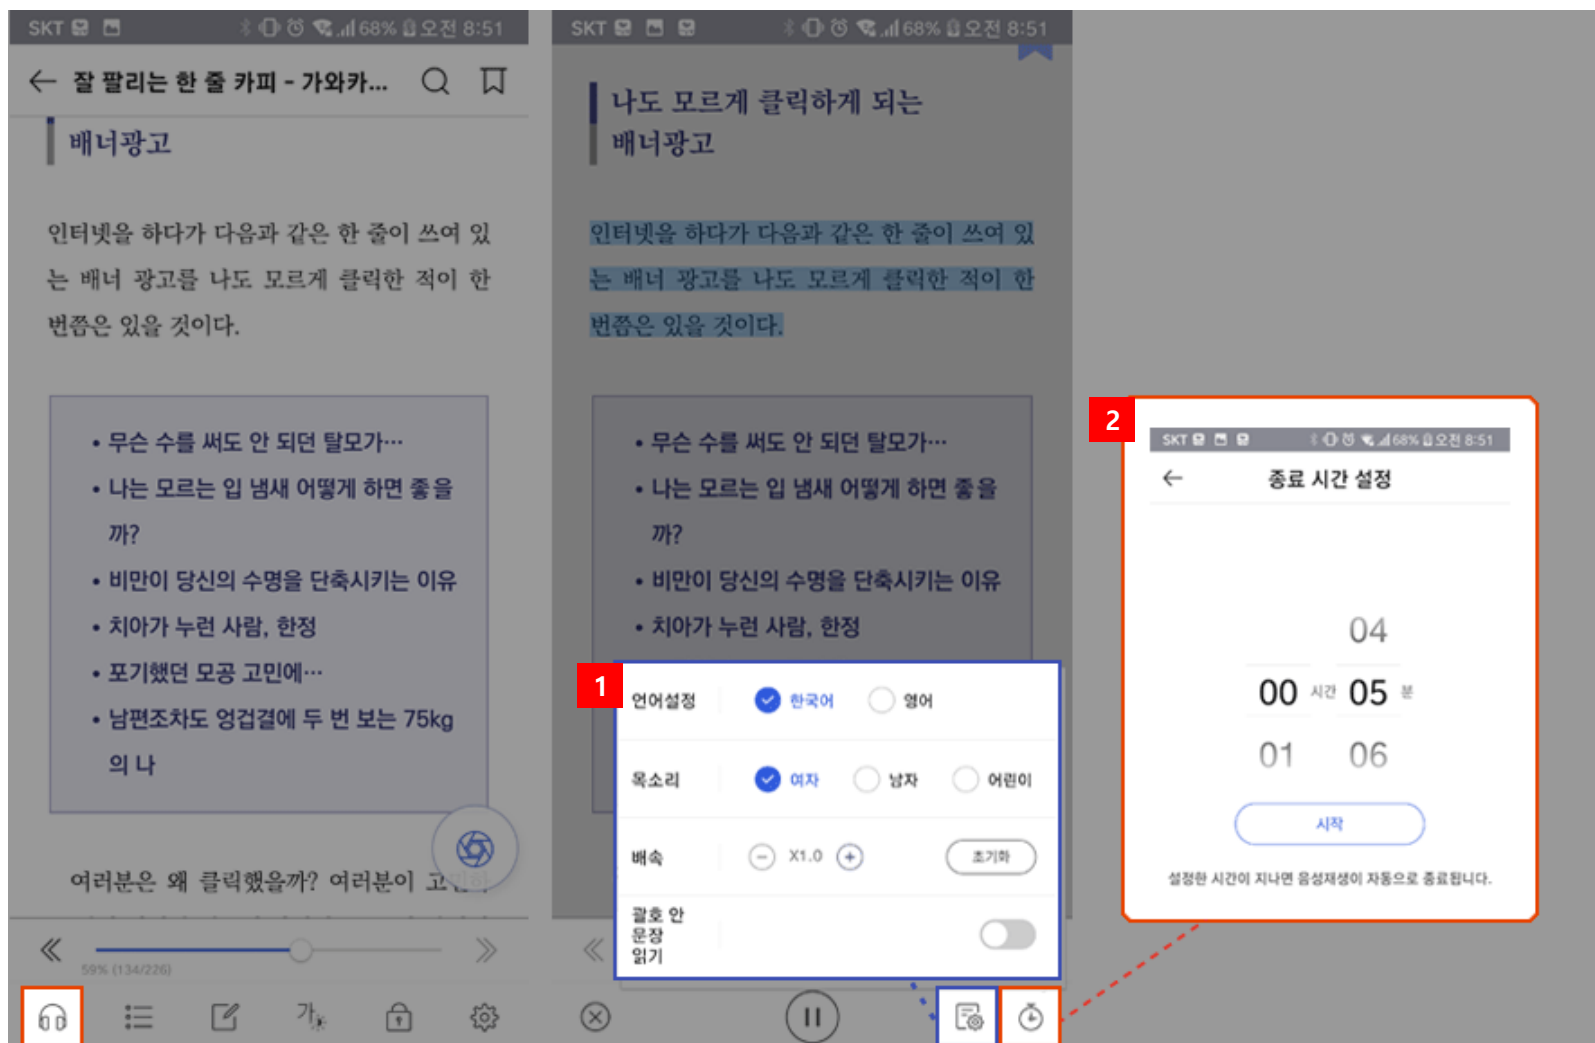 SKT 68% 오전 8:51
잘 팔리는 한 줄 카피 - 가와카...
배너광고
인터넷을 하다가 다음과 같은 한 줄이 쓰여 있
는 배너 광고를 나도 모르게 클릭한 적이 한
번쯤은 있을 것이다.
• 무슨 수를 써도 안 되던 탈모가…
• 나는 모르는 입 냄새 어떻게 하면 좋을
까?
• 비만이 당신의 수명을 단축시키는 이유
• 치아가 누런 사람, 한정
• 포기했던 모공 고민에…
• 남편조차도 엉겁결에 두 번 보는 75kg
의 나
여러분은 왜 클릭했을까? 여러분이 고민하
59% (134/226)
가
SKT 68% 오전 8:51
나도 모르게 클릭하게 되는
배너광고
인터넷을 하다가 다음과 같은 한 줄이 쓰여 있
는 배너 광고를 나도 모르게 클릭한 적이 한
번쯤은 있을 것이다.
• 무슨 수를 써도 안 되던 탈모가…
• 나는 모르는 입 냄새 어떻게 하면 좋을
까?
• 비만이 당신의 수명을 단축시키는 이유
• 치아가 누런 사람, 한정
1
언어설정 한국어 영어
목소리 여자 남자 어린이
배속 X1.0 초기화
괄호 안
문장
읽기
2
SKT 68% 오전 8:51
종료 시간 설정
04
00 시간 05 분
01 06
시작
설정한 시간이 지나면 음성재생이 자동으로 종료됩니다.